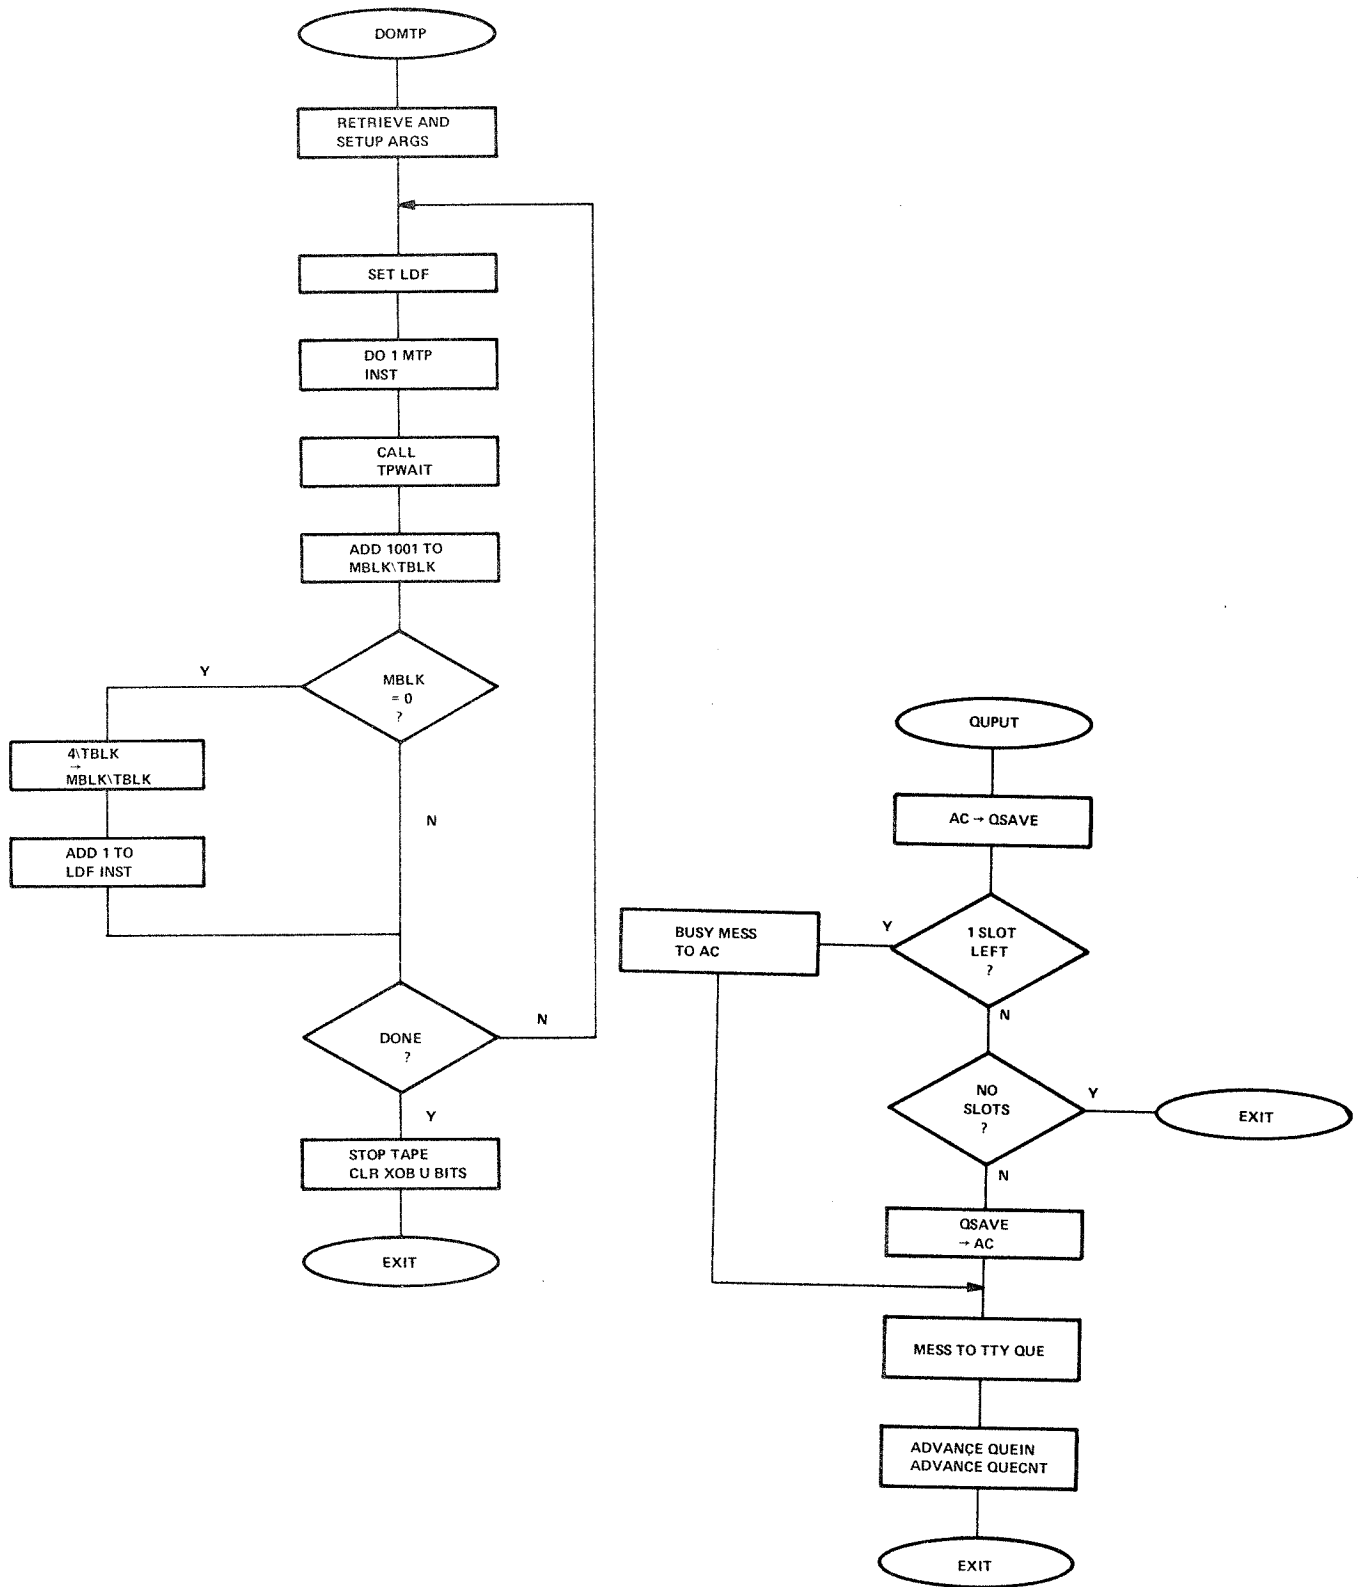 DOMTP
RETRIEVE AND
SETUP ARGS
SET LDF
DO 1 MTP
INST
CALL
TPWAIT
ADD 1001 TO
MBLK\TBLK
MBLK
= 0
?
Y
4\TBLK
→
MBLK\TBLK
ADD 1 TO
LDF INST
N
DONE
?
N
Y
STOP TAPE
CLR XOB U BITS
EXIT
QUPUT
AC → QSAVE
1 SLOT
LEFT
?
Y
BUSY MESS
TO AC
N
NO
SLOTS
?
Y
EXIT
N
QSAVE
→ AC
MESS TO TTY QUE
ADVANCE QUEIN
ADVANCE QUECNT
EXIT